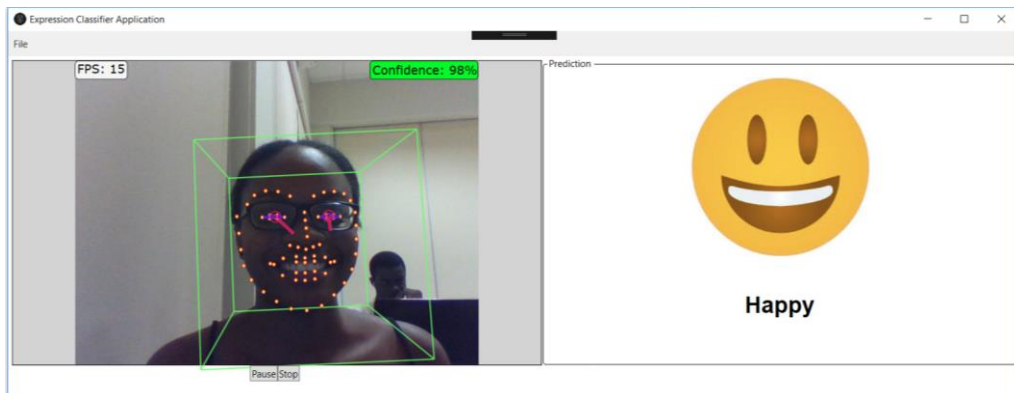 Expression Classifier Application
File
FPS: 15
Confidence: 98%
Prediction
Happy
Pause Stop